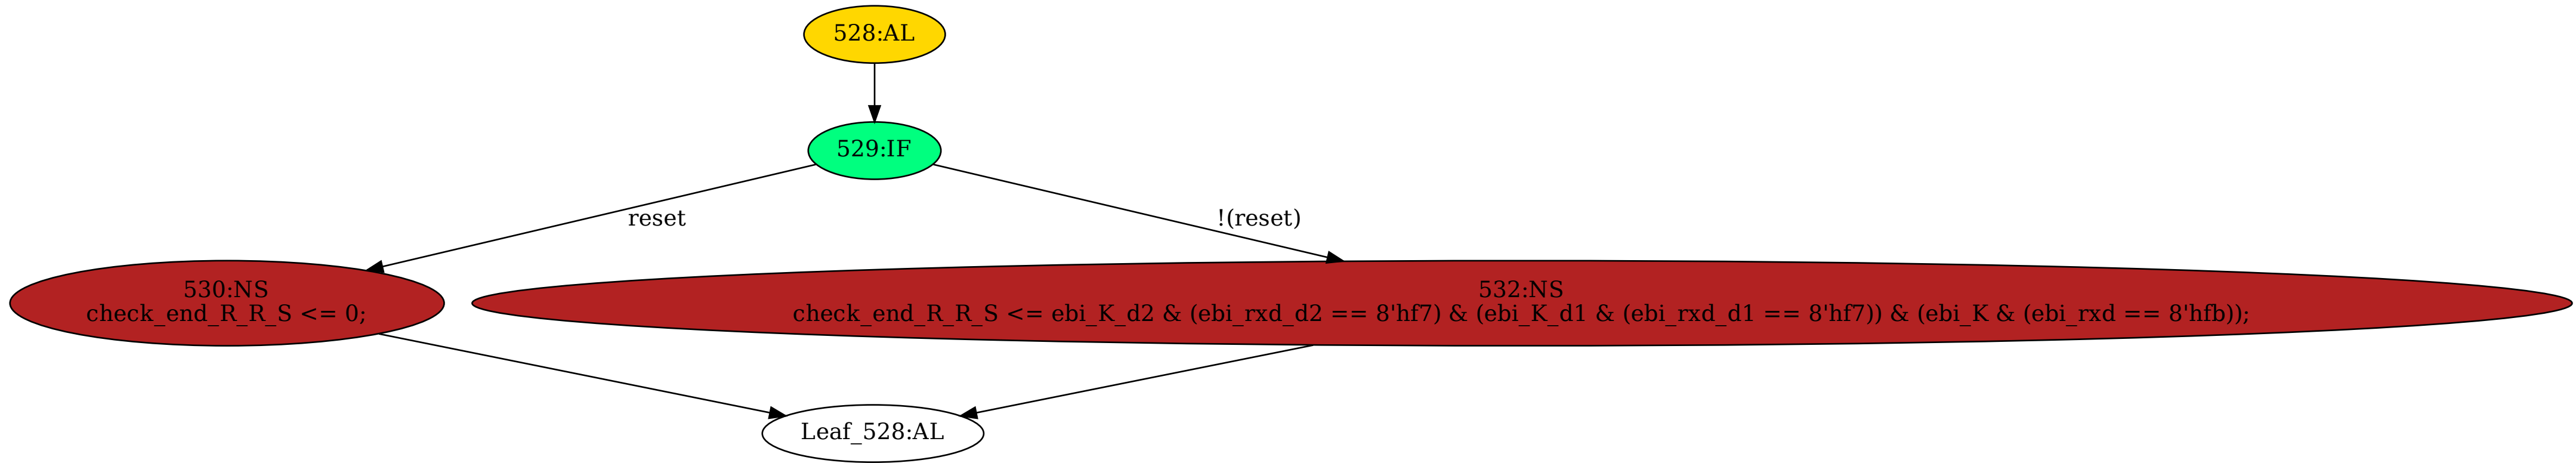 528:AL
529:IF
reset
!(reset)
530:NS
check_end_R_R_S <= 0;
532:NS
check_end_R_R_S <= ebi_K_d2 & (ebi_rxd_d2 == 8'hf7) & (ebi_K_d1 & (ebi_rxd_d1 == 8'hf7)) & (ebi_K & (ebi_rxd == 8'hfb));
Leaf_528:AL